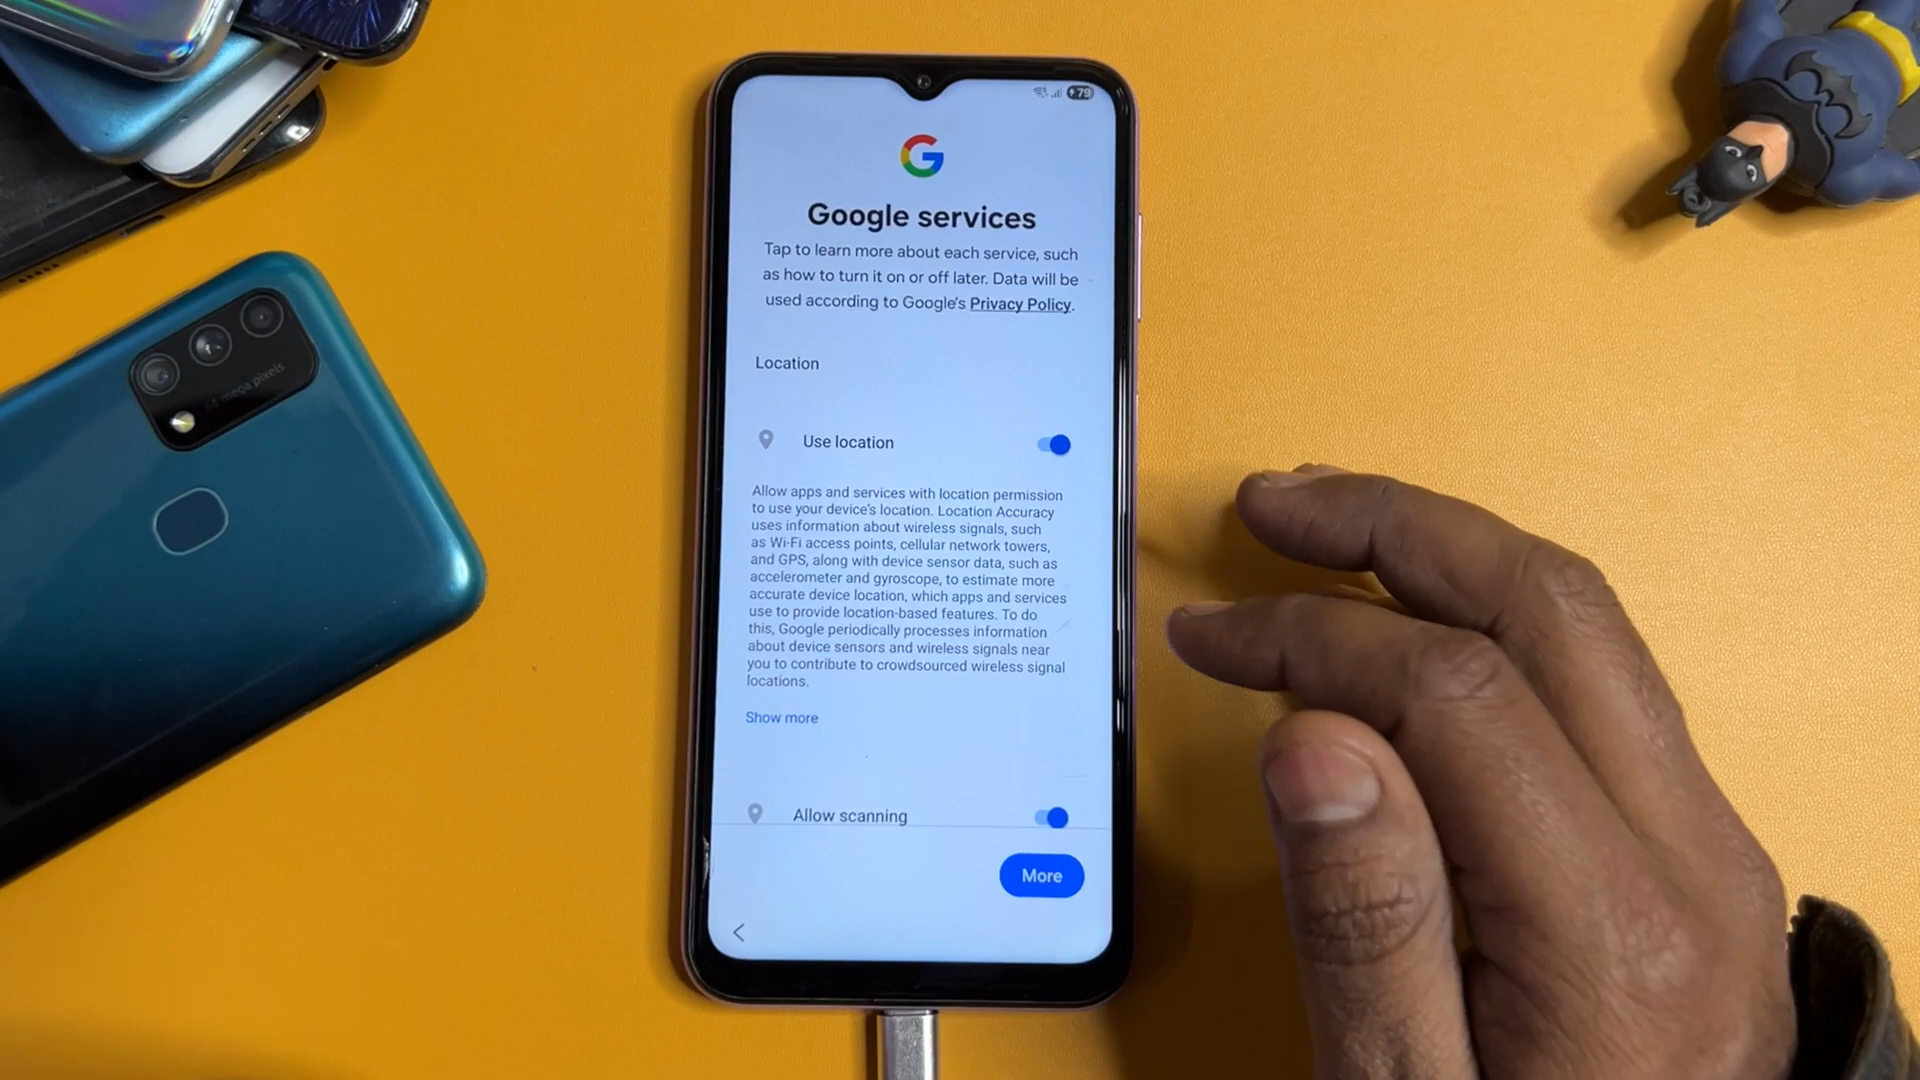 79
Google services
Tap to learn more about each service, such
as how to turn it on or off later. Data will be
used according to Google's Privacy Policy.
Location
Use location
Allow apps and services with location permission
to use your device's location. Location Accuracy
uses information about wireless signals, such
as Wi-Fi access points, cellular network towers,
and GPS, along with device sensor data, such as
accelerometer and gyroscope, to estimate more
accurate device location, which apps and services
use to provide location-based features. To do
this, Google periodically processes information
about device sensors and wireless signals near
you to contribute to crowdsourced wireless signal
locations.
Show more
Allow scanning
More
mega pixels